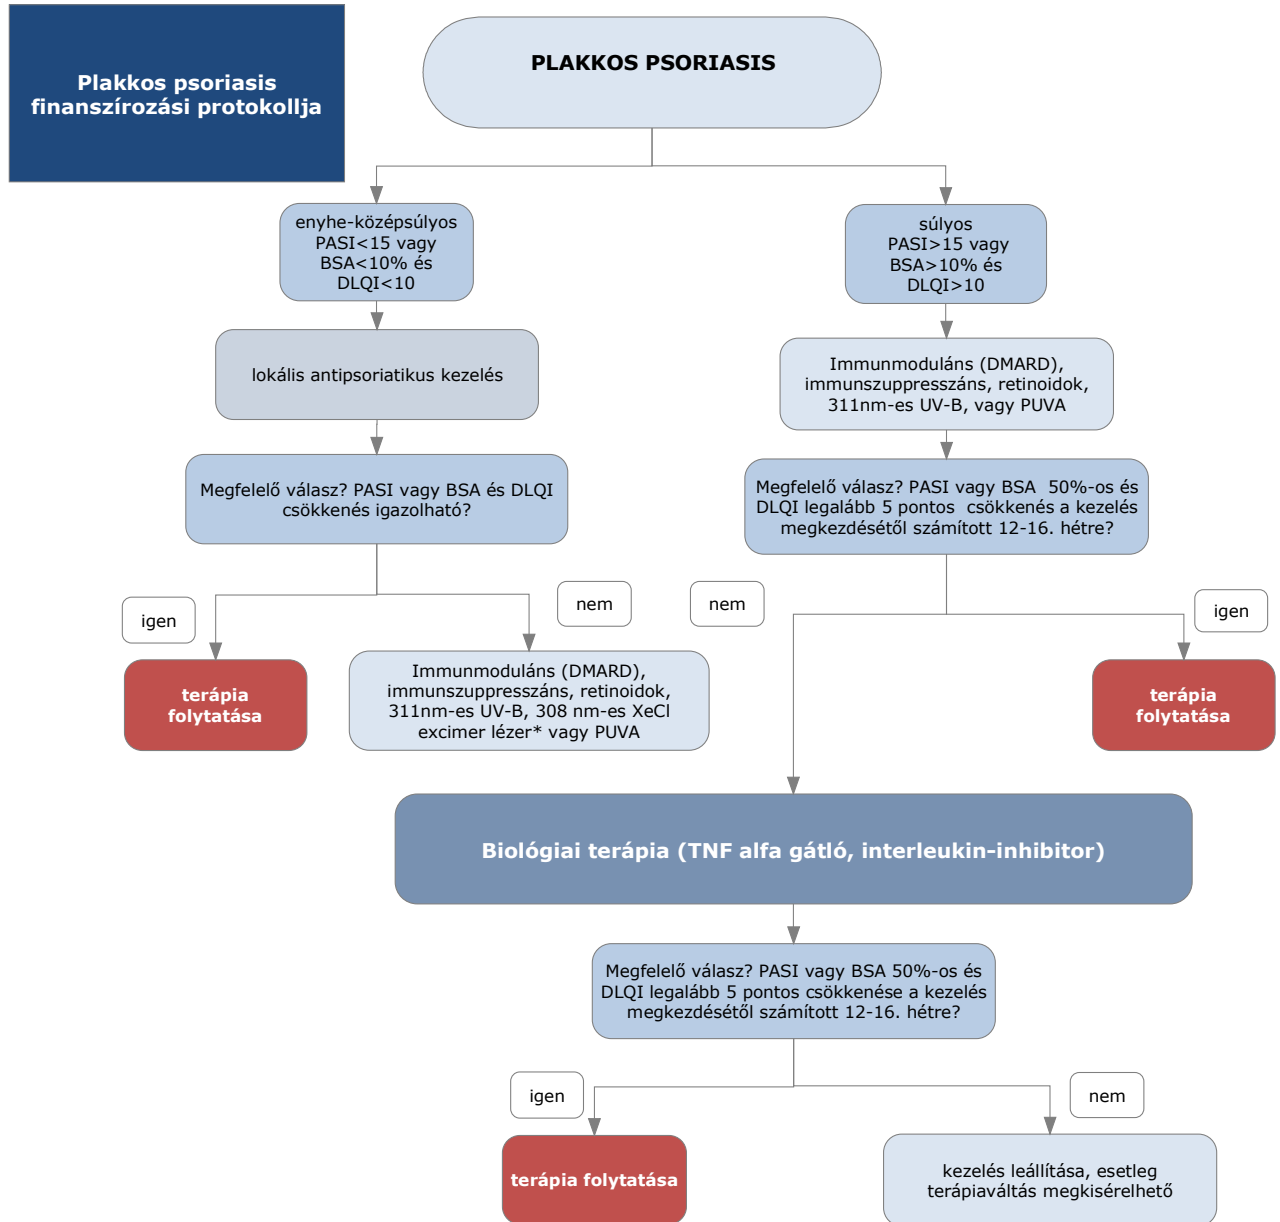 Plakkos psoriasis
finanszírozási protokollja
PLAKKOS PSORIASIS
enyhe-középsúlyos
PASI<15 vagy
BSA<10% és
DLQI<10
súlyos
PASI>15 vagy
BSA>10% és
DLQI>10
lokális antipsoriatikus kezelés
Immunmoduláns (DMARD),
immunszuppresszáns, retinoidok,
311nm-es UV-B, vagy PUVA
Megfelelő válasz? PASI vagy BSA és DLQI
csökkenés igazolható?
Megfelelő válasz? PASI vagy BSA 50%-os és
DLQI legalább 5 pontos csökkenés a kezelés
megkezdésétől számított 12-16. hétre?
igen
nem
nem
igen
terápia
folytatása
Immunmoduláns (DMARD),
immunszuppresszáns, retinoidok,
311nm-es UV-B, 308 nm-es XeCl
excimer lézer* vagy PUVA
terápia
folytatása
Biológiai terápia (TNF alfa gátló, interleukin-inhibitor)
Megfelelő válasz? PASI vagy BSA 50%-os és
DLQI legalább 5 pontos csökkenése a kezelés
megkezdésétől számított 12-16. hétre?
igen
nem
terápia folytatása
kezelés leállítása, esetleg
terápiaváltás megkisérelhető